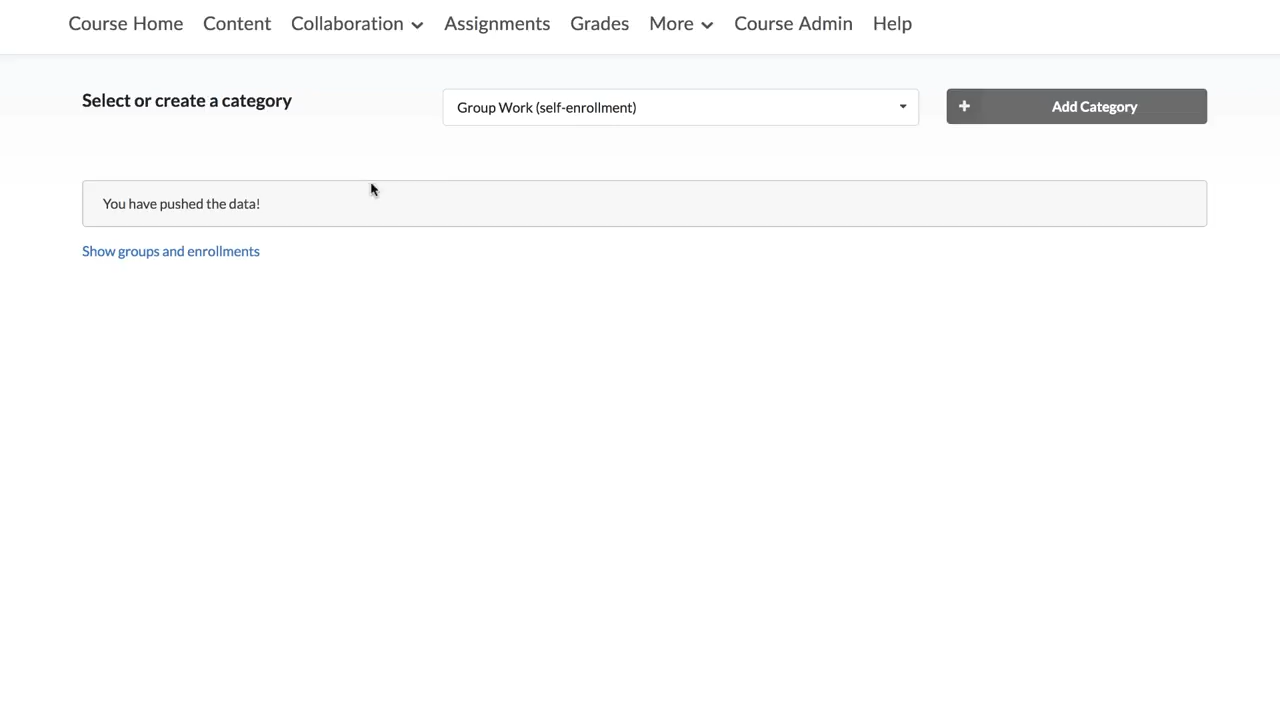 Course Home Content Collaboration Assignments Grades More Course Admin Help
Select or create a category
Group Work (self-enrollment)
Add Category
You have pushed the data!
Show groups and enrollments